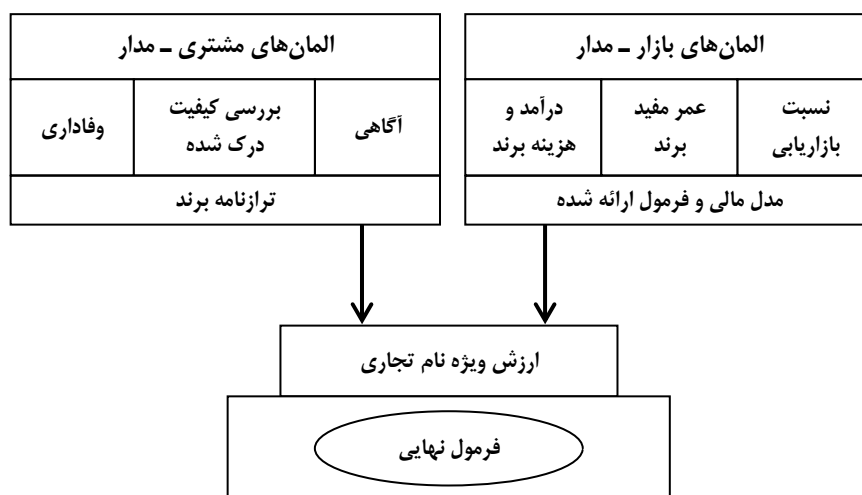 المان‌های بازار ـ مدار
نسبت
بازاریابی
عمر مفید
برند
درآمد و
هزینه برند
مدل مالی و فرمول ارائه شده
المان‌های مشتری ـ مدار
آگاهی
بررسی کیفیت
درک شده
وفاداری
ترازنامه برند
ارزش ویژه نام تجاری
فرمول نهایی